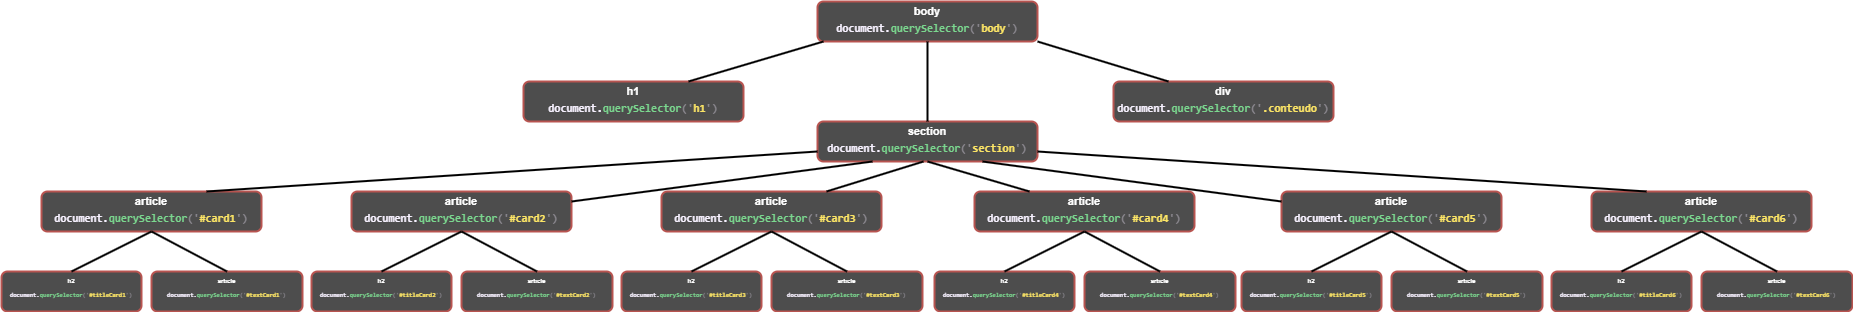 body
document.querySelector('body')
h1
document.querySelector('h1')
div
document.querySelector('.conteudo')
section
document.querySelector('section')
article
document.querySelector('#card1')
article
document.querySelector('#card2')
article
document.querySelector('#card3')
article
document.querySelector('#card4')
article
document.querySelector('#card5')
article
document.querySelector('#card6')
h2
document.querySelector('#titleCard1')
article
document.querySelector('#textCard1')
h2
document.querySelector('#titleCard2')
article
document.querySelector('#textCard2')
h2
document.querySelector('#titleCard3')
article
document.querySelector('#textCard3')
h2
document.querySelector('#titleCard4')
article
document.querySelector('#textCard4')
h2
document.querySelector('#titleCard5')
article
document.querySelector('#textCard5')
h2
document.querySelector('#titleCard6')
article
document.querySelector('#textCard6')